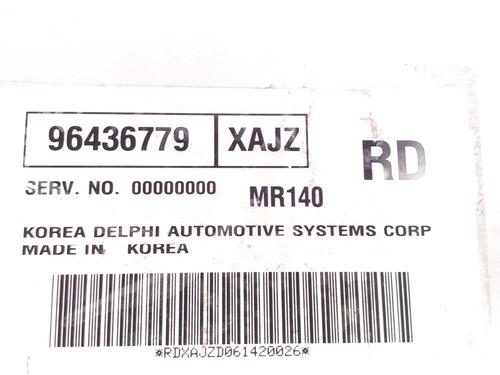 96436779 XAJZ RD
SERV. NO. 00000000 MR140
KOREA DELPHI AUTOMOTIVE SYSTEMS CORP
MADE IN KOREA
*RDXAJZD061420026*